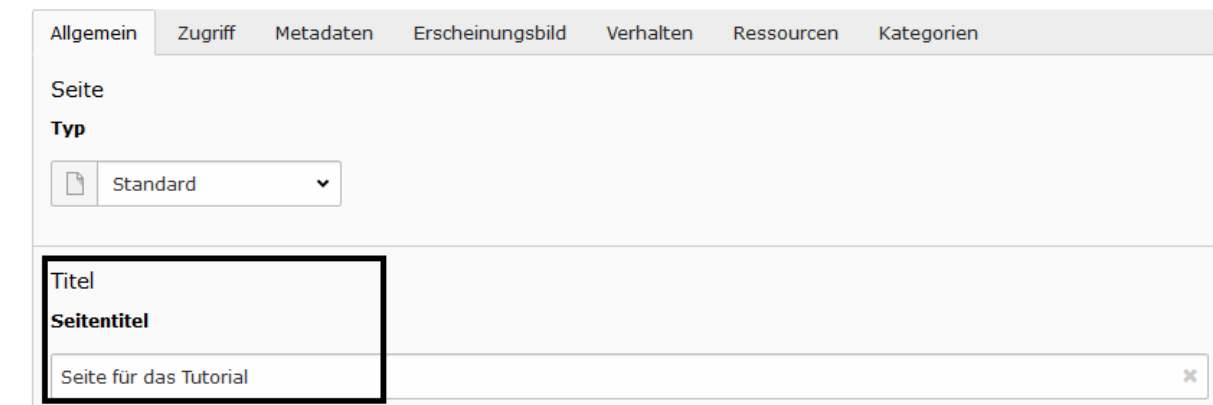 Allgemein Zugriff Metadaten Erscheinungsbild Verhalten Ressourcen Kategorien
Seite
Typ
Standard
Titel
Seitentitel
Seite für das Tutorial